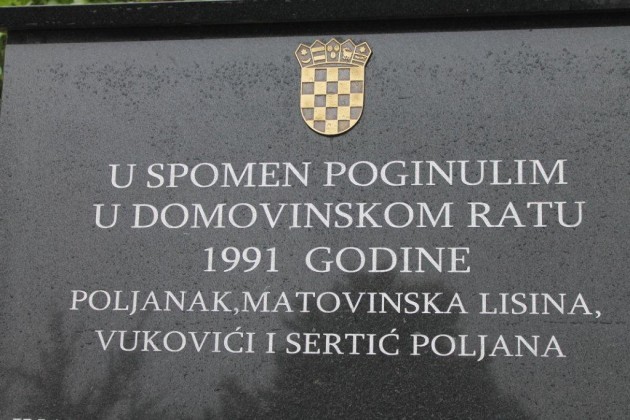 U SPOMEN POGINULIM
U DOMOVINSKOM RATU
1991 GODINE
POLJANAK,MATOVINSKA LISINA,
VUKOVIĆI I SERTIĆ POLJANA